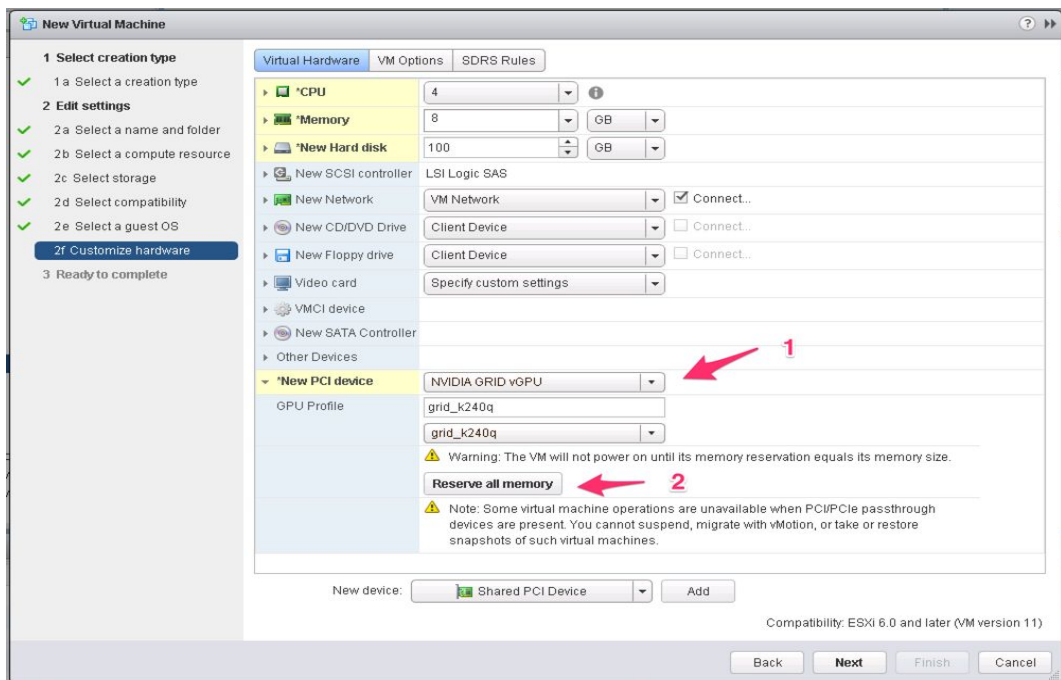 New Virtual Machine
1 Select creation type
1a Select a creation type
2 Edit settings
2a Select a name and folder
2b Select a compute resource
2c Select storage
2d Select compatibility
2e Select a guest OS
2f Customize hardware
3 Ready to complete
Virtual Hardware VM Options SDRS Rules
*CPU 4
*Memory 8 GB
*New Hard disk 100 GB
New SCSI controller LSI Logic SAS
New Network VM Network Connect...
New CD/DVD Drive Client Device Connect...
New Floppy drive Client Device Connect...
Video card Specify custom settings
VMCI device
New SATA Controller
Other Devices
1
*New PCI device NVIDIA GRID vGPU
GPU Profile grid_k240q
grid_k240q
Warning: The VM will not power on until its memory reservation equals its memory size.
Reserve all memory 2
Note: Some virtual machine operations are unavailable when PCI/PCIe passthrough
devices are present. You cannot suspend, migrate with vMotion, or take or restore
snapshots of such virtual machines.
New device: Shared PCI Device Add
Compatibility: ESXi 6.0 and later (VM version 11)
Back Next Finish Cancel